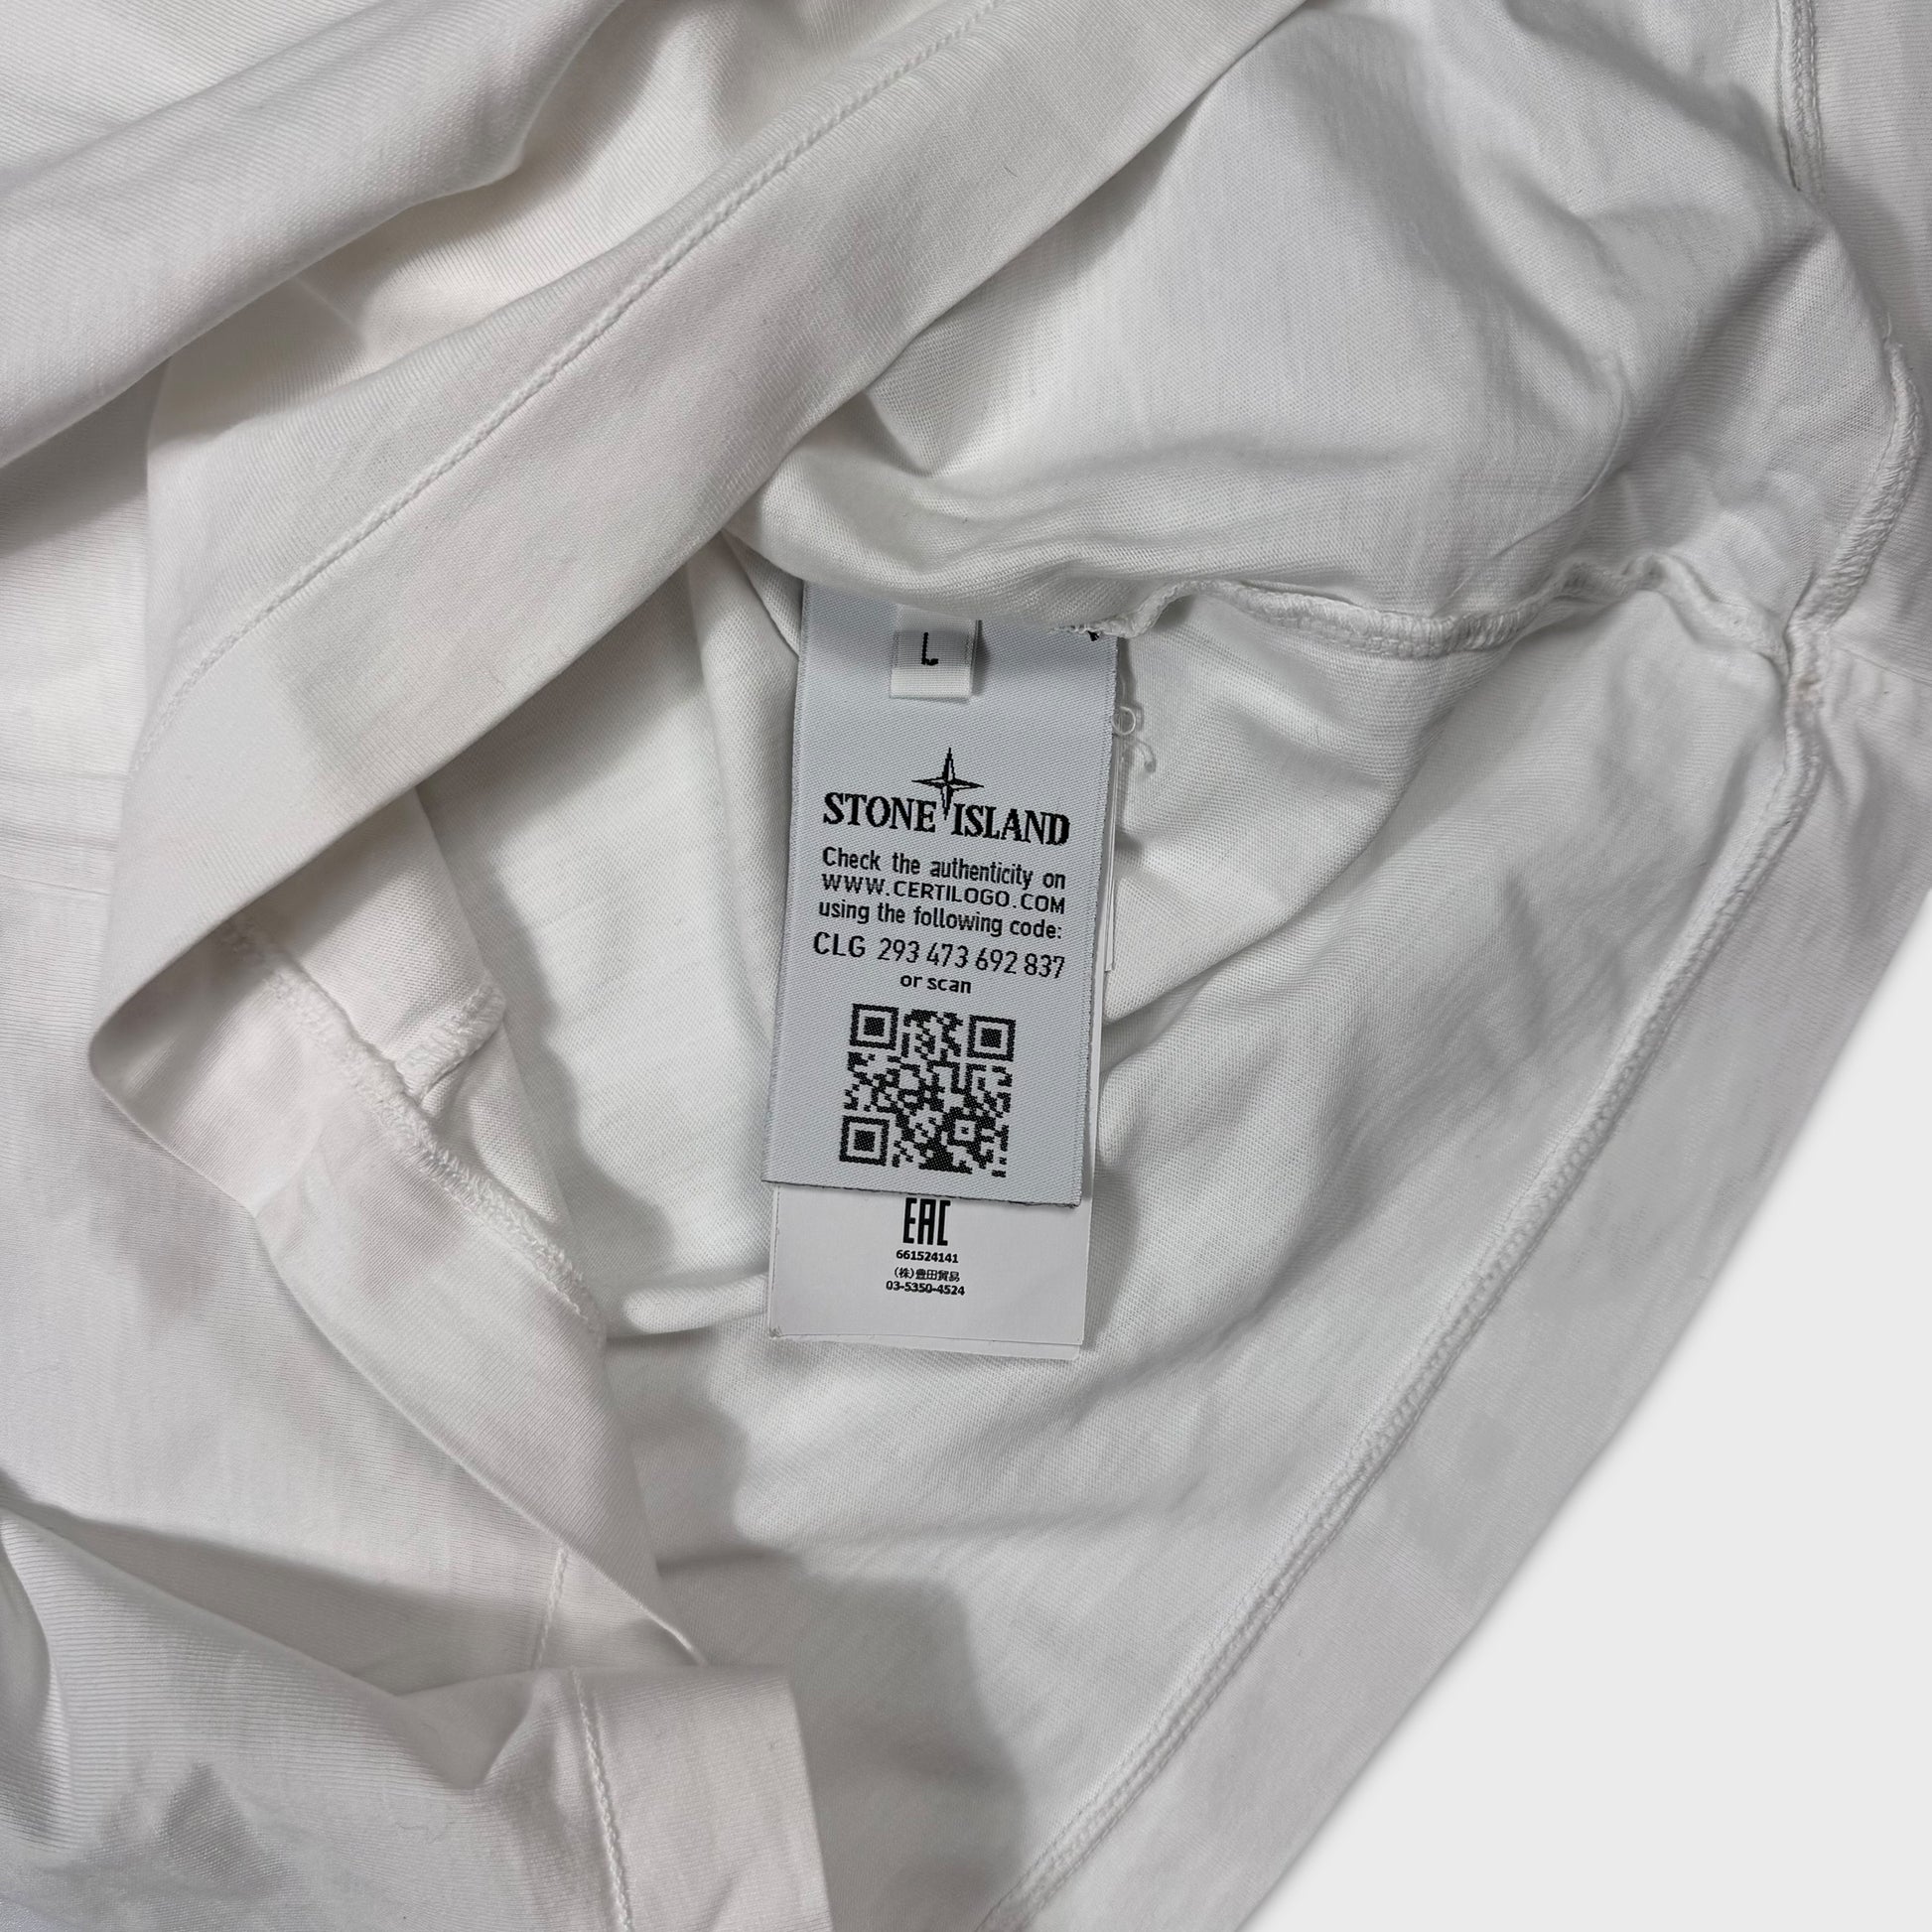 L
STONE ISLAND
Check the authenticity on
WWW.CERTILOGO.COM
using the following code:
CLG 293 473 692 837
or scan
EAC
661524141
(株)豊田貿易
03-5350-4524